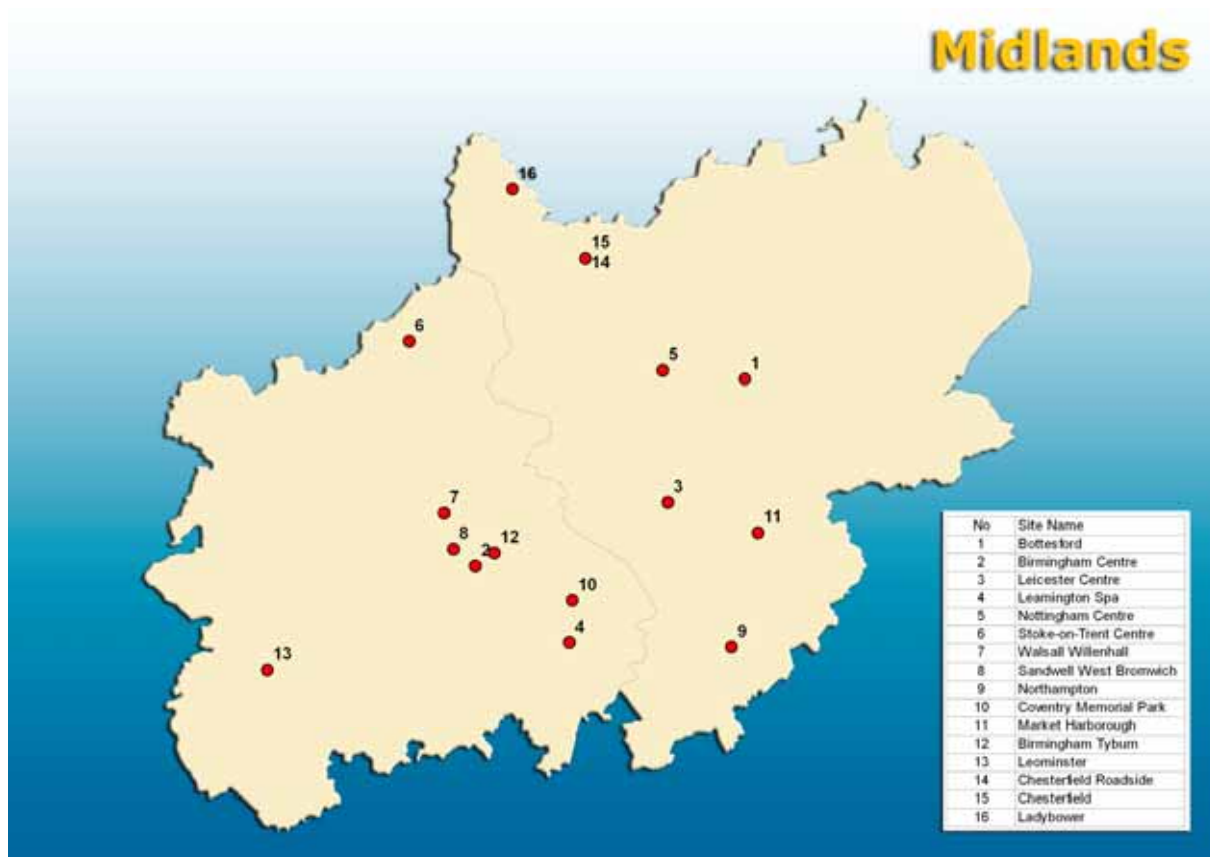 Midlands
16
15
14
6
5
1
3
7
11
8
2
12
10
4
9
13
No Site Name
1 Bottesford
2 Birmingham Centre
3 Leicester Centre
4 Leamington Spa
5 Nottingham Centre
6 Stoke-on-Trent Centre
7 Walsall Willenhall
8 Sandwell West Bromwich
9 Northampton
10 Coventry Memorial Park
11 Market Harborough
12 Birmingham Tyburn
13 Leominster
14 Chesterfield Roadside
15 Chesterfield
16 Ladybower